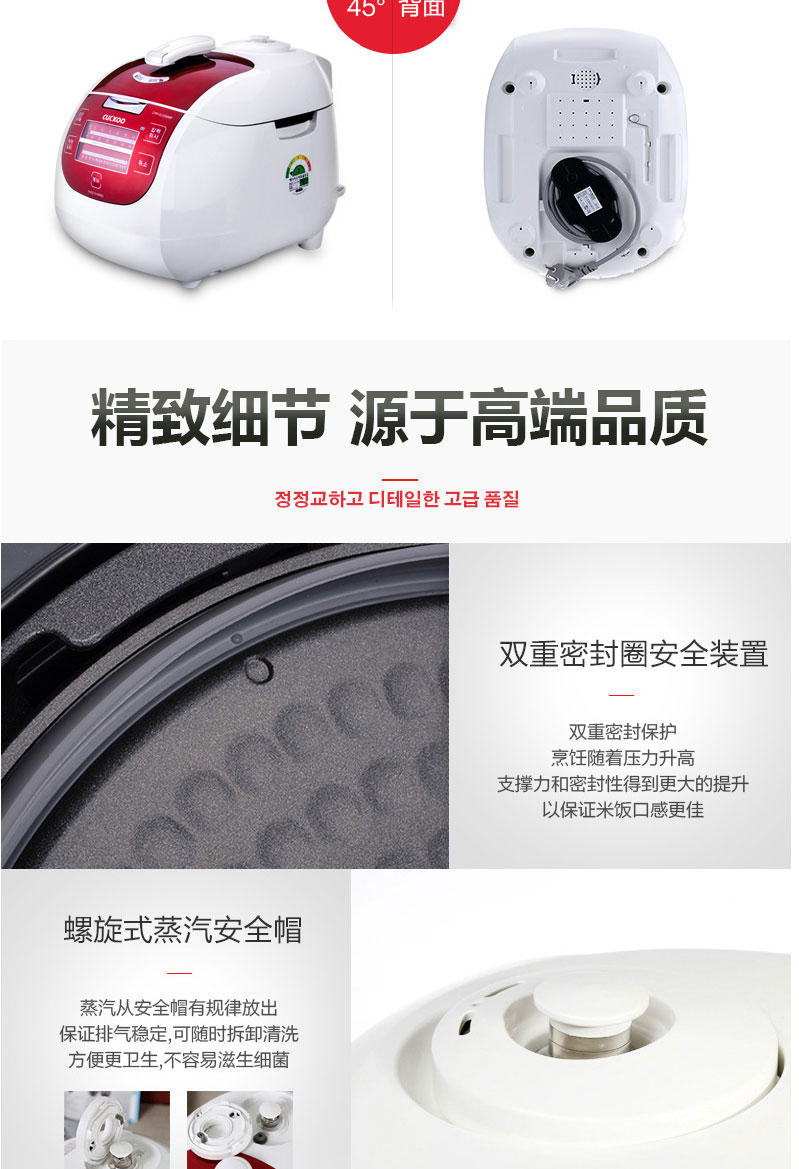 45° 背面
CUCKOO
취소
精致细节 源于高端品质
정정교하고 디테일한 고급 품질
双重密封圈安全装置
双重密封保护
烹饪随着压力升高
支撑力和密封性得到更大的提升
以保证米饭口感更佳
螺旋式蒸汽安全帽
蒸汽从安全帽有规律放出
保证排气稳定,可随时拆卸清洗
方便更卫生,不容易滋生细菌